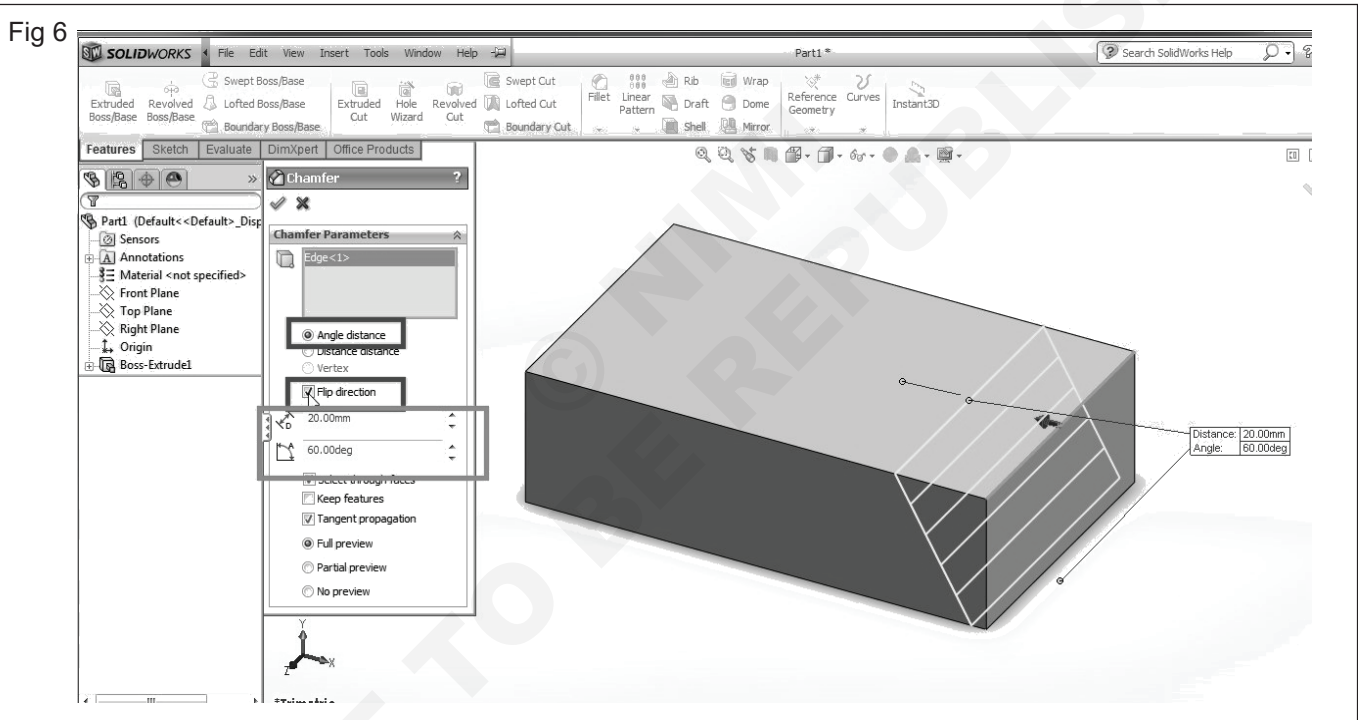 Fig 6
SW SOLIDWORKS File Edit View Insert Tools Window Help
Part1 *
Search SolidWorks Help
Extruded Boss/Base
Revolved Boss/Base
Swept Boss/Base
Lofted Boss/Base
Boundary Boss/Base
Extruded Cut
Hole Wizard
Revolved Cut
Swept Cut
Lofted Cut
Boundary Cut
Fillet
Linear Pattern
Rib
Draft
Shell
Wrap
Dome
Mirror
Reference Geometry
Curves
Instant3D
Features Sketch Evaluate DimXpert Office Products
Part1 (Default<<Default>_Disp
Sensors
A Annotations
Material <not specified>
Front Plane
Top Plane
Right Plane
Origin
Boss-Extrude1
Chamfer ?
Chamfer Parameters
Edge<1>
Angle distance
Distance distance
Vertex
Flip direction
D 20.00mm
A 60.00deg
Select through faces
Keep features
Tangent propagation
Full preview
Partial preview
No preview
Distance: 20.00mm
Angle: 60.00deg
Y
X
Z
*Trimetric
© NIMI
TO BE REPUBLIS